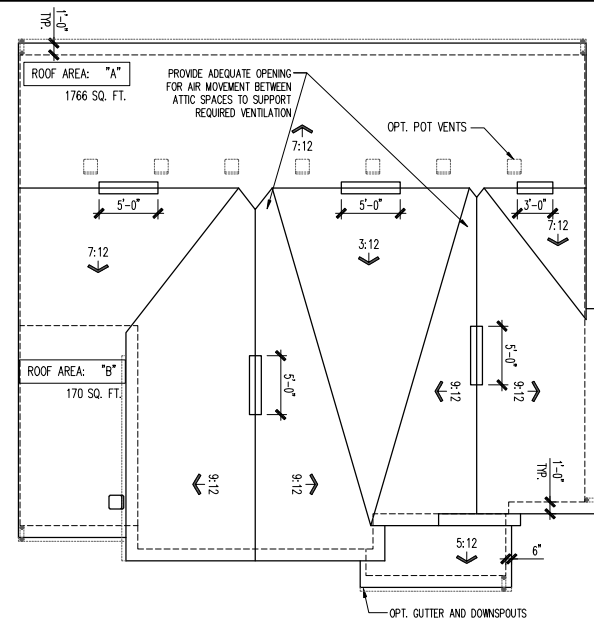 1'-0"
TYP.
ROOF AREA: "A"
1766 SQ. FT.
PROVIDE ADEQUATE OPENING
FOR AIR MOVEMENT BETWEEN
ATTIC SPACES TO SUPPORT
REQUIRED VENTILATION
7:12
OPT. POT VENTS
5'-0"
5'-0"
3'-0"
7:12
7:12
3:12
5'-0"
ROOF AREA: "B"
170 SQ. FT.
5'-0"
9:12
9:12
9:12
9:12
1'-0"
TYP.
5:12
6"
OPT. GUTTER AND DOWNSPOUTS